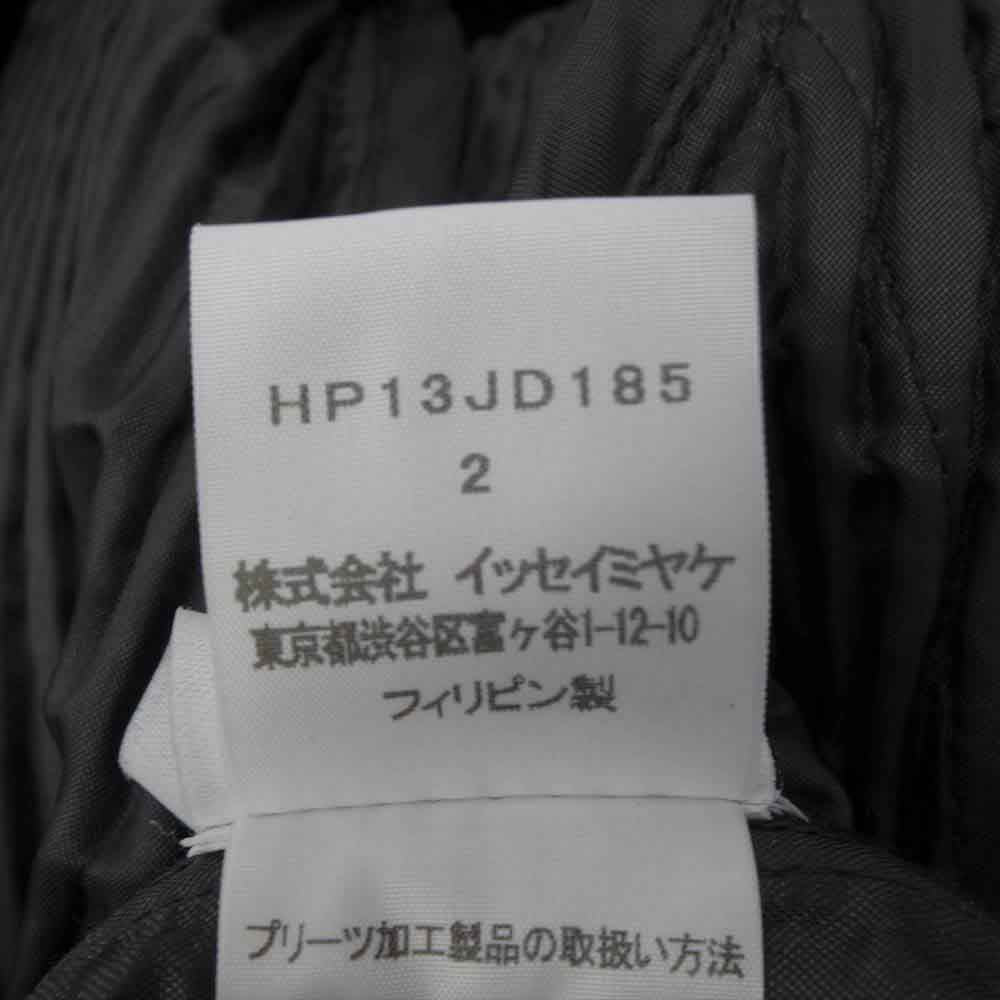 HP13JD185
2
株式会社 イッセイミヤケ
東京都渋谷区富ヶ谷1-12-10
フィリピン製
プリーツ加工製品の取扱い方法